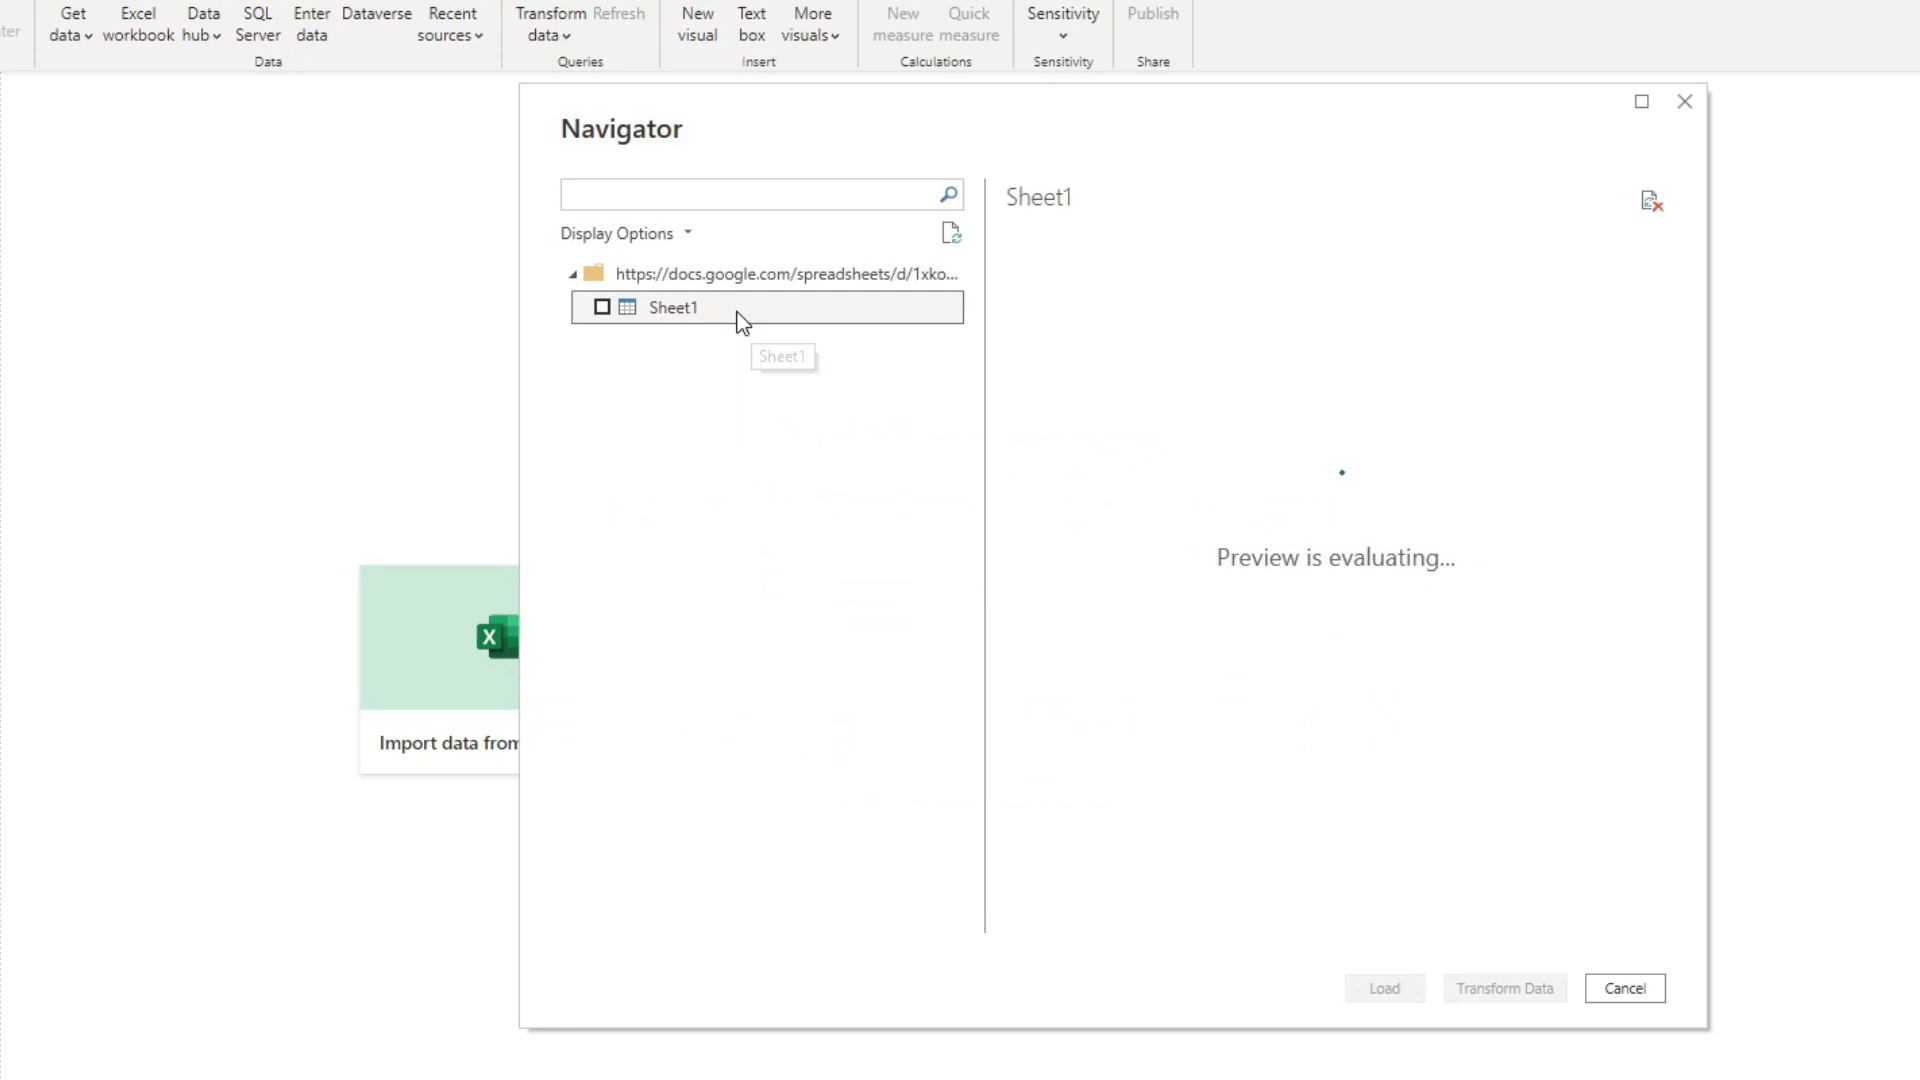 Get data
Excel workbook
Data hub
SQL Server
Enter data
Dataverse
Recent sources
Transform data
Refresh
New visual
Text box
More visuals
New measure
Quick measure
Sensitivity
Publish
Data
Queries
Insert
Calculations
Sensitivity
Share
Navigator
Display Options
https://docs.google.com/spreadsheets/d/1xko...
Sheet1
Sheet1
Sheet1
Preview is evaluating...
X
Import data from
Load
Transform Data
Cancel